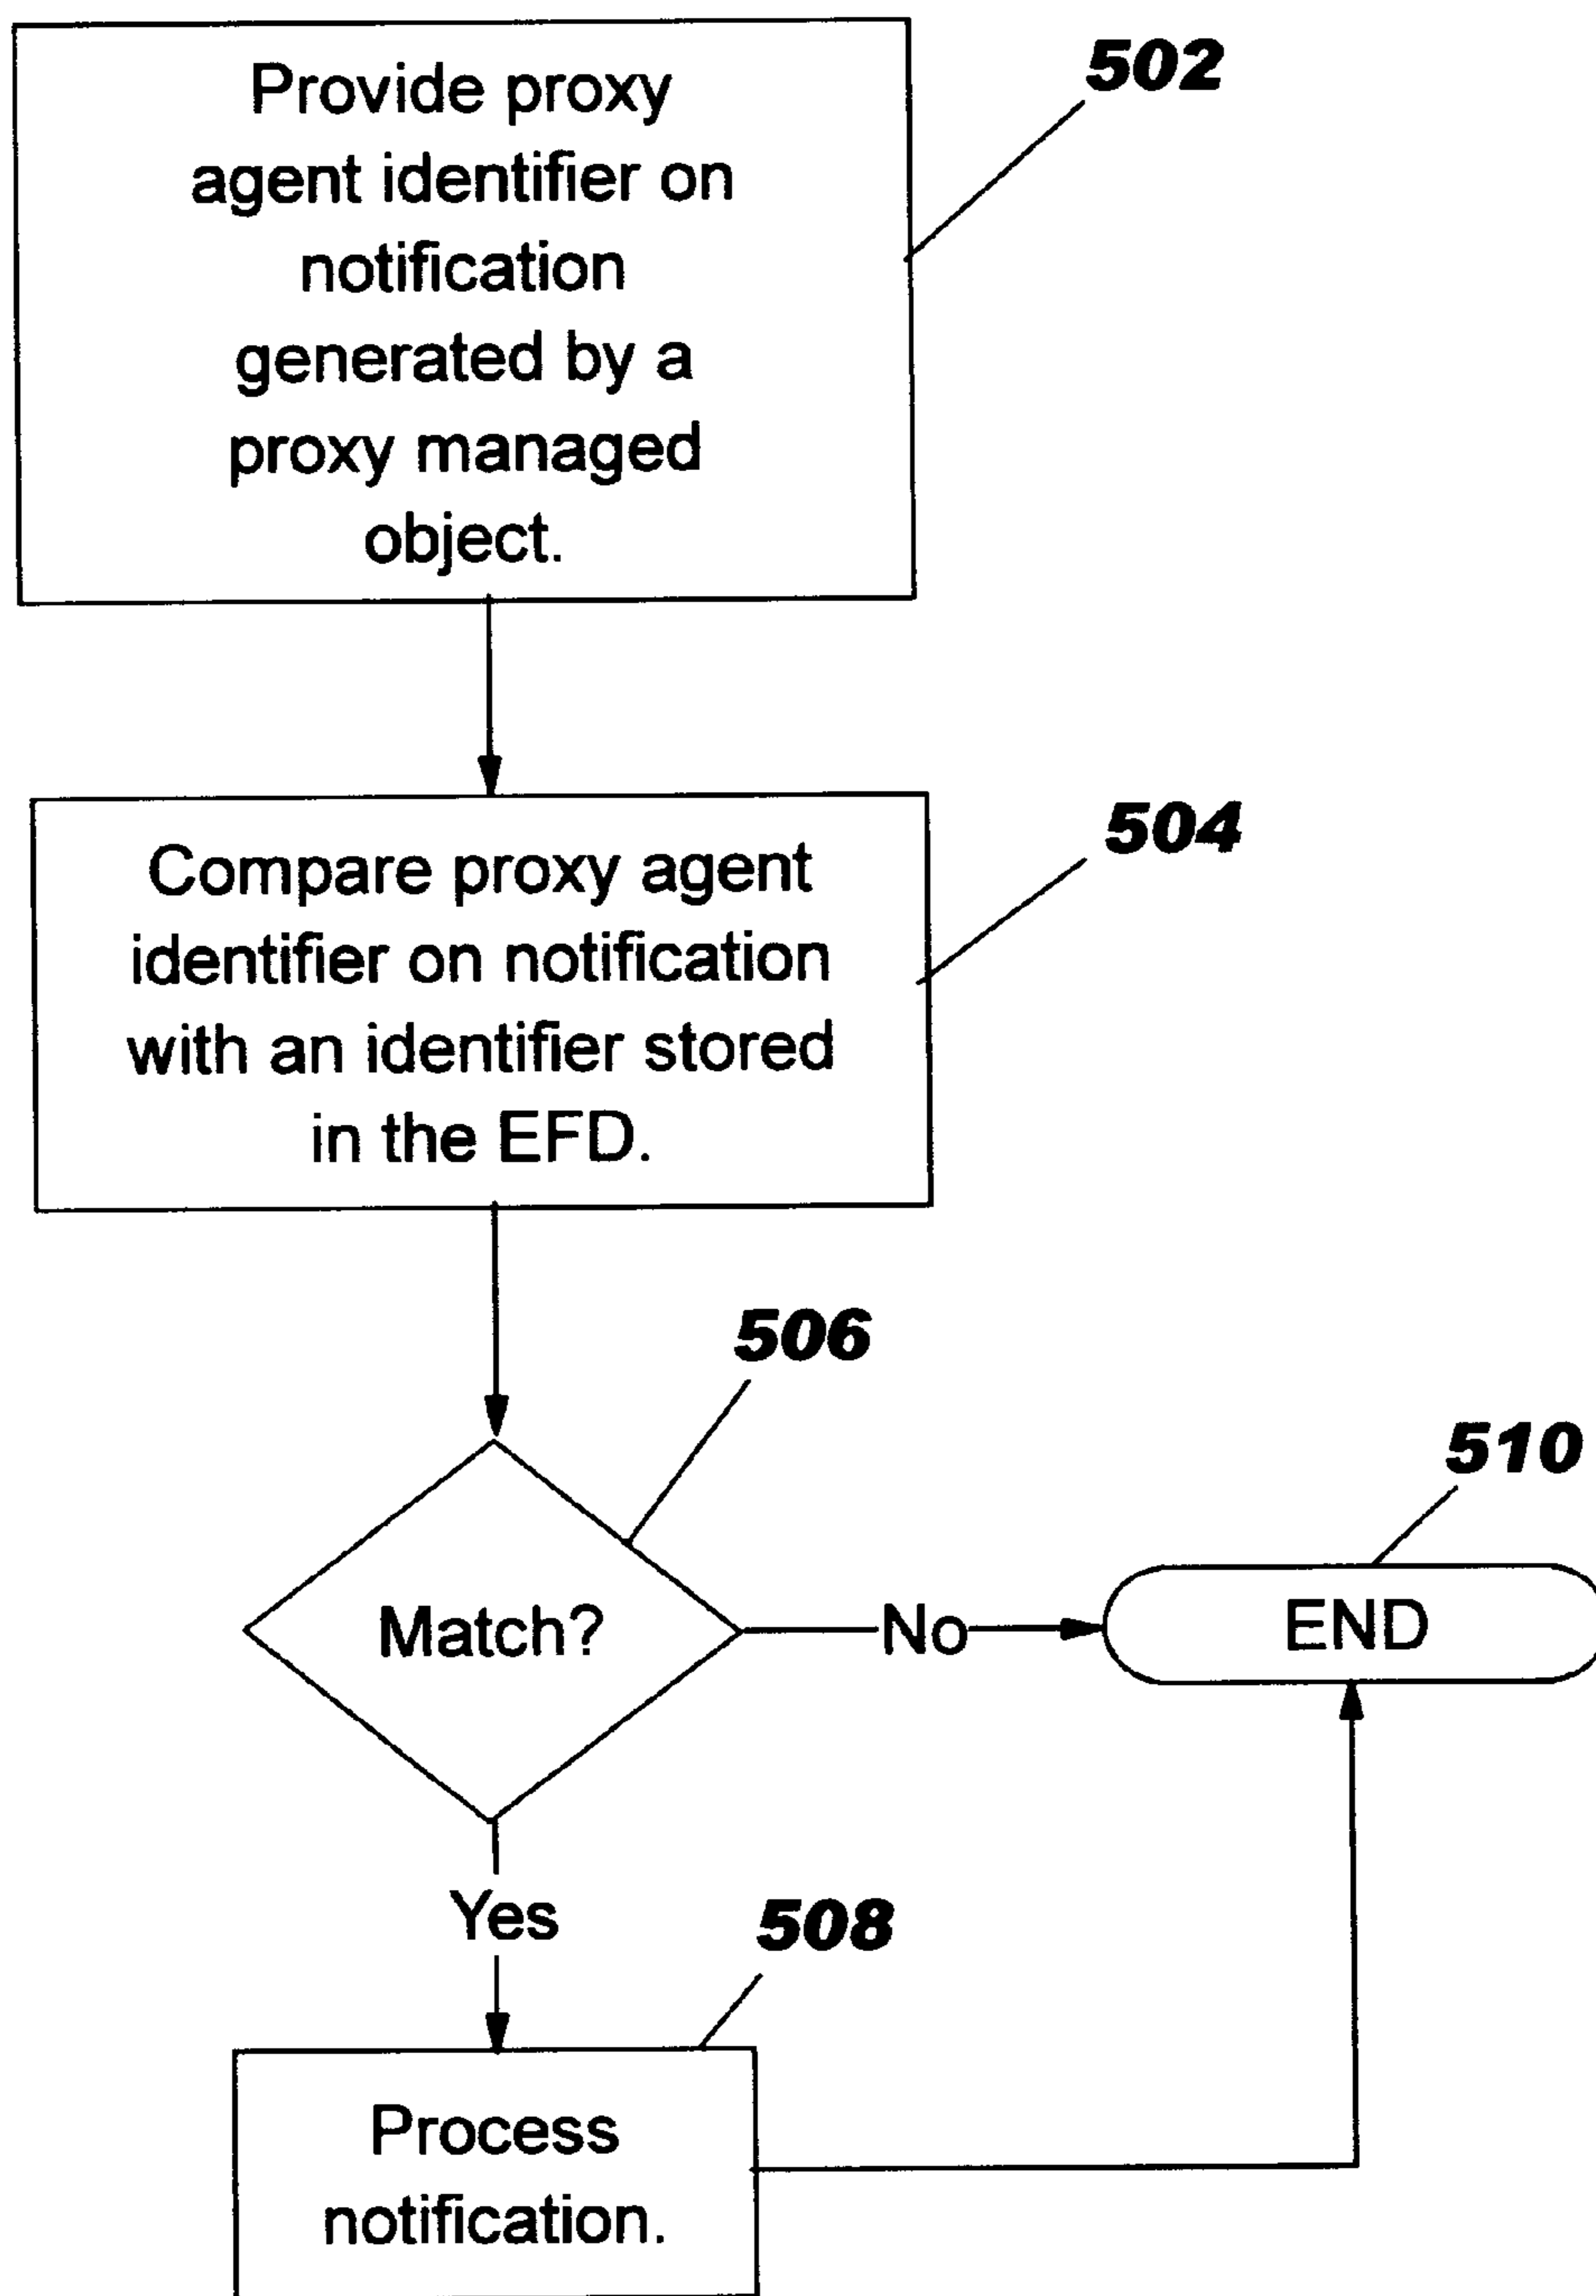 Provide proxy
agent identifier on
notification
generated by a
proxy managed
object.
502
Compare proxy agent
identifier on notification
with an identifier stored
in the EFD.
504
506
Match?
No
510
END
Yes
508
Process
notification.